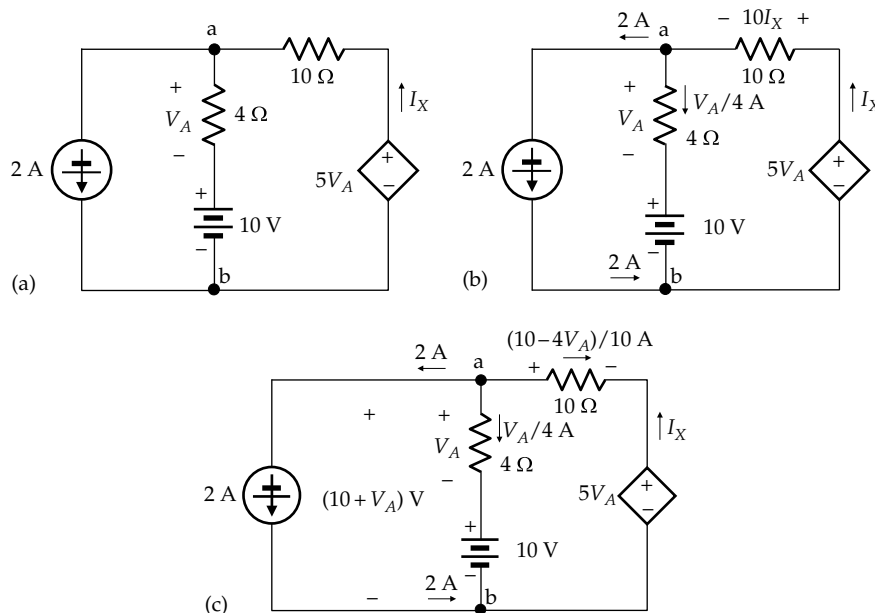 a
10 Ω
+
V_A
−
4 Ω
I_X
2 A
5V_A
+
−
+
−
10 V
b
(a)
2 A
a
− 10I_X +
10 Ω
+
V_A
−
V_A/4 A
4 Ω
I_X
2 A
5V_A
+
−
+
−
10 V
2 A
b
(b)
2 A
a
(10−4V_A)/10 A
+ −
10 Ω
+
+
V_A
−
V_A/4 A
4 Ω
I_X
2 A
(10+V_A) V
5V_A
+
−
+
−
10 V
−
2 A
b
(c)